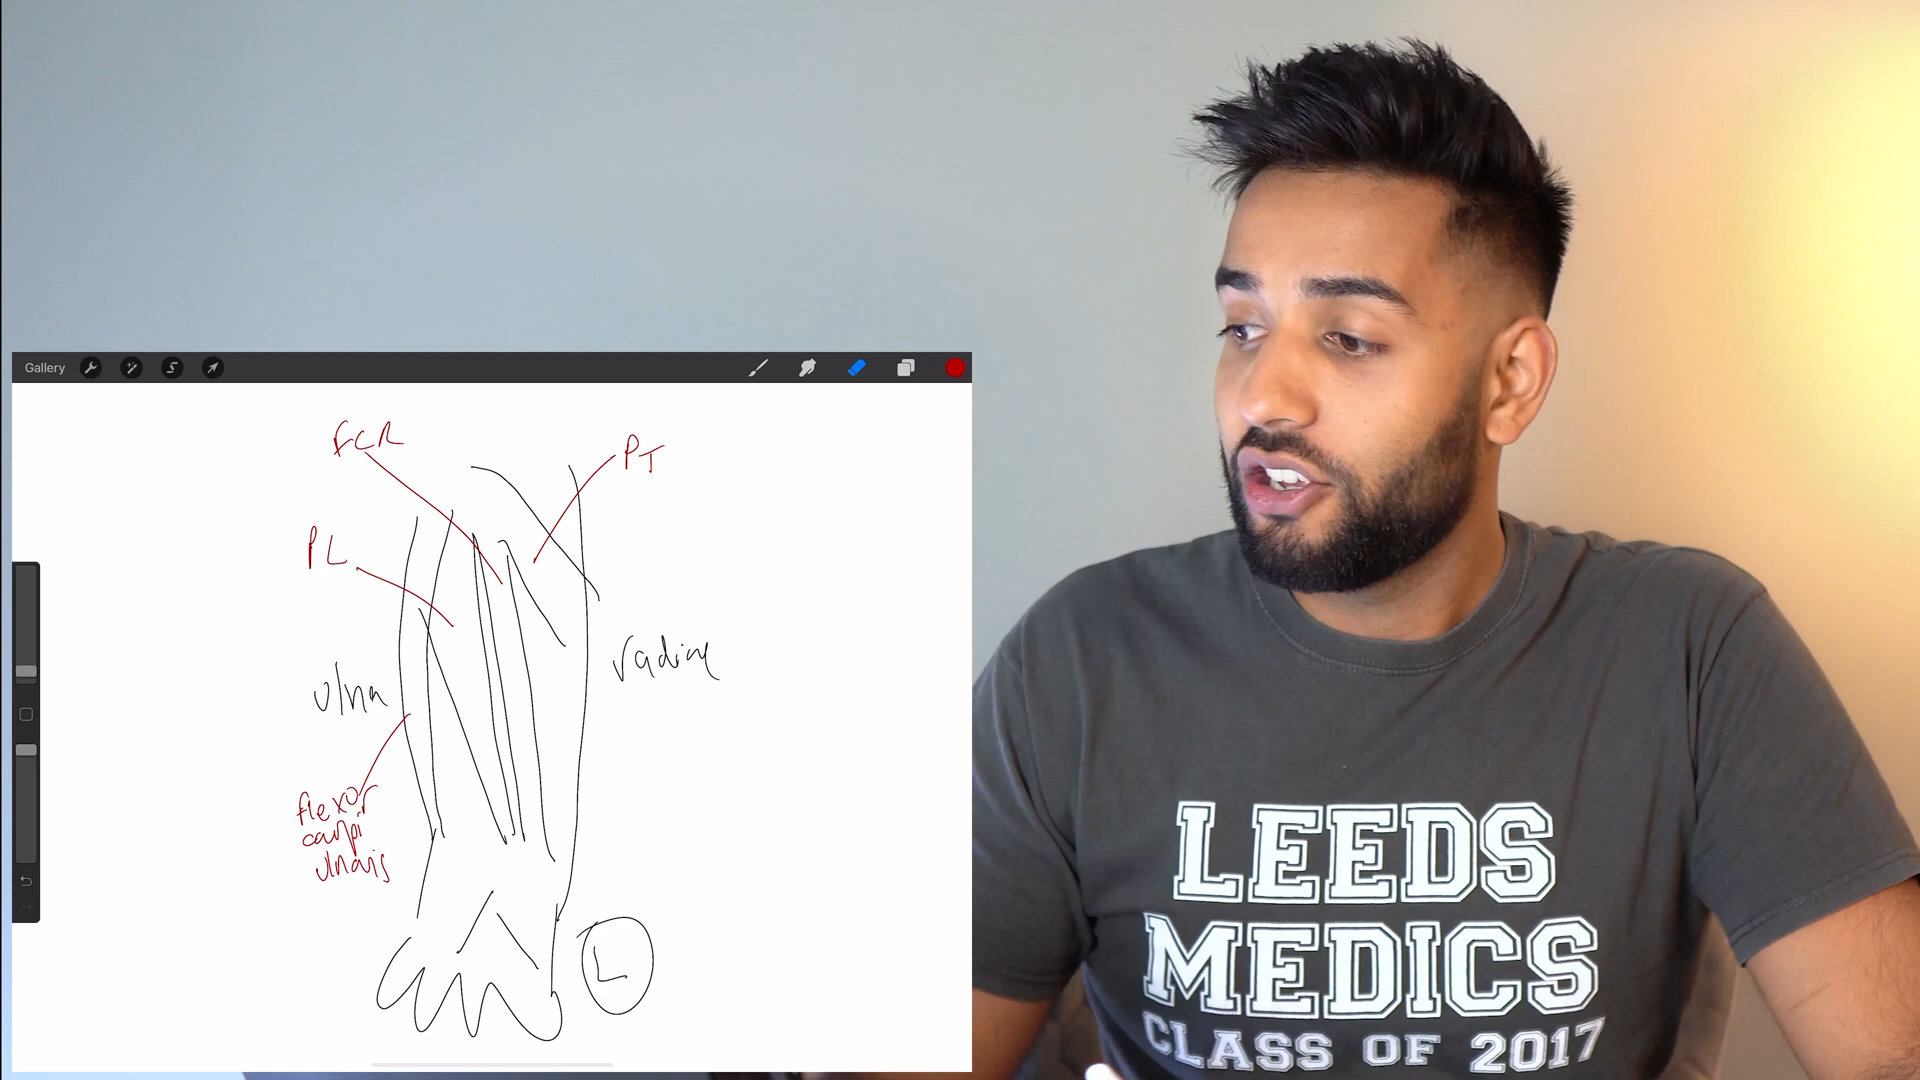 Gallery
FCR
PT
PL
ulna
radius
flexor
carpi
ulnaris
L
LEEDS
MEDICS
CLASS OF 2017